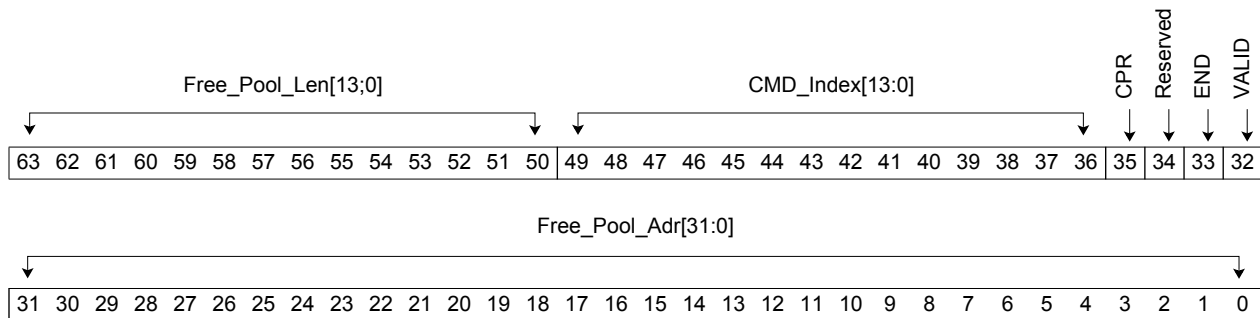 Free_Pool_Len[13;0] CMD_Index[13:0] CPR Reserved END VALID
63 62 61 60 59 58 57 56 55 54 53 52 51 50 49 48 47 46 45 44 43 42 41 40 39 38 37 36 35 34 33 32
Free_Pool_Adr[31:0]
31 30 29 28 27 26 25 24 23 22 21 20 19 18 17 16 15 14 13 12 11 10 9 8 7 6 5 4 3 2 1 0